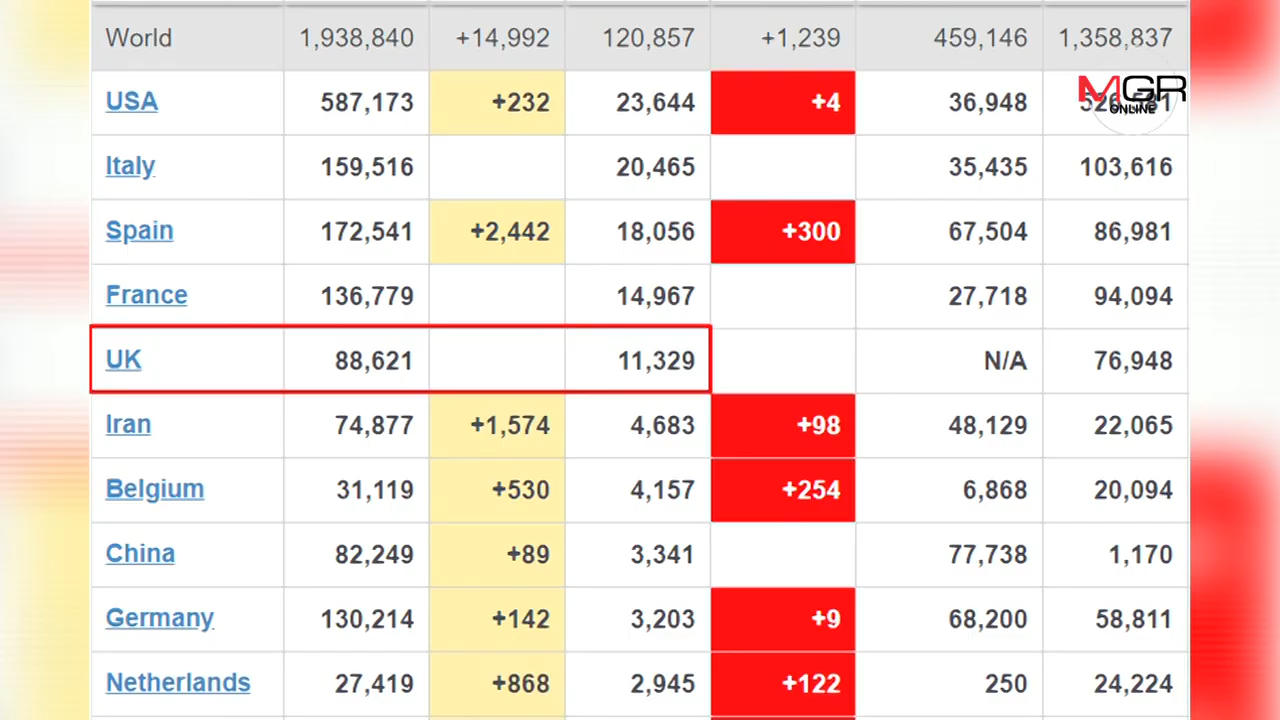 World 1,938,840 +14,992 120,857 +1,239 459,146 1,358,837
USA 587,173 +232 23,644 +4 36,948 526,581
MGR
ONLINE
Italy 159,516 20,465 35,435 103,616
Spain 172,541 +2,442 18,056 +300 67,504 86,981
France 136,779 14,967 27,718 94,094
UK 88,621 11,329 N/A 76,948
Iran 74,877 +1,574 4,683 +98 48,129 22,065
Belgium 31,119 +530 4,157 +254 6,868 20,094
China 82,249 +89 3,341 77,738 1,170
Germany 130,214 +142 3,203 +9 68,200 58,811
Netherlands 27,419 +868 2,945 +122 250 24,224